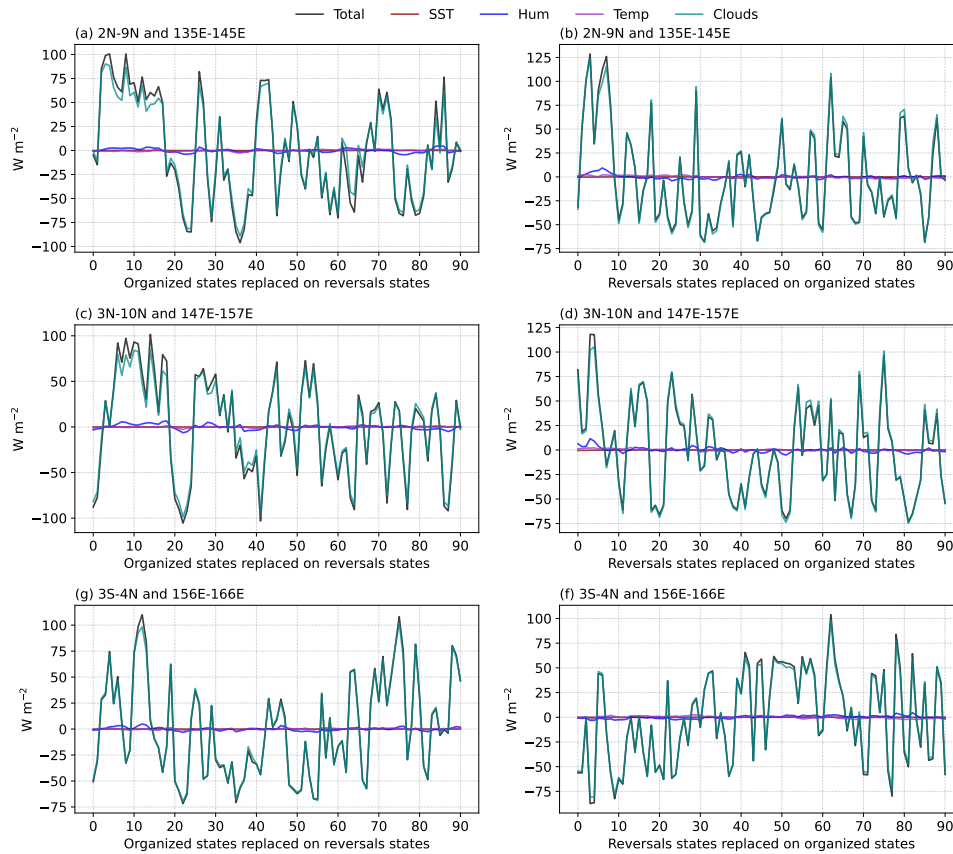 Total SST Hum Temp Clouds
(a) 2N-9N and 135E-145E
W m⁻²
100
75
50
25
0
−25
−50
−75
−100
0 10 20 30 40 50 60 70 80 90
Organized states replaced on reversals states
(b) 2N-9N and 135E-145E
W m⁻²
125
100
75
50
25
0
−25
−50
−75
0 10 20 30 40 50 60 70 80 90
Reversals states replaced on organized states
(c) 3N-10N and 147E-157E
W m⁻²
100
50
0
−50
−100
0 10 20 30 40 50 60 70 80 90
Organized states replaced on reversals states
(d) 3N-10N and 147E-157E
W m⁻²
125
100
75
50
25
0
−25
−50
−75
0 10 20 30 40 50 60 70 80 90
Reversals states replaced on organized states
(g) 3S-4N and 156E-166E
W m⁻²
100
75
50
25
0
−25
−50
−75
0 10 20 30 40 50 60 70 80 90
Organized states replaced on reversals states
(f) 3S-4N and 156E-166E
W m⁻²
100
75
50
25
0
−25
−50
−75
0 10 20 30 40 50 60 70 80 90
Reversals states replaced on organized states